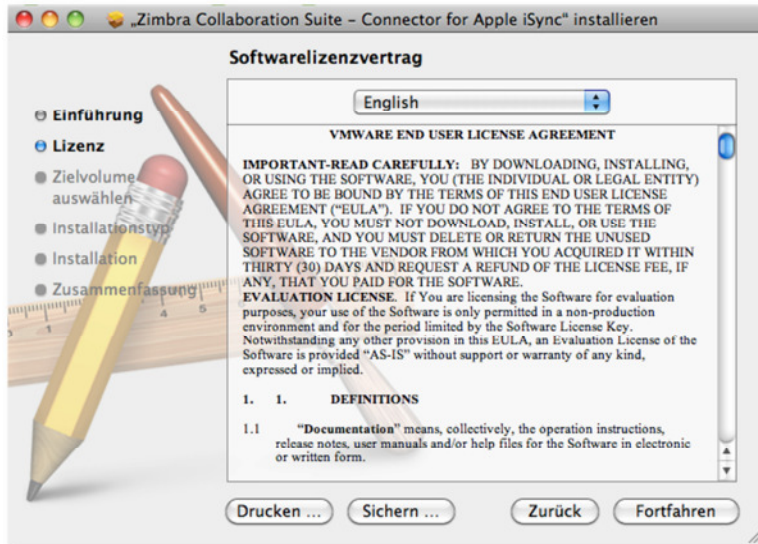 „Zimbra Collaboration Suite – Connector for Apple iSync“ installieren
Softwarelizenzvertrag
Einführung
Lizenz
Zielvolume
auswählen
Installationstyp
Installation
Zusammenfassung
English
VMWARE END USER LICENSE AGREEMENT
IMPORTANT-READ CAREFULLY: BY DOWNLOADING, INSTALLING,
OR USING THE SOFTWARE, YOU (THE INDIVIDUAL OR LEGAL ENTITY)
AGREE TO BE BOUND BY THE TERMS OF THIS END USER LICENSE
AGREEMENT (“EULA”). IF YOU DO NOT AGREE TO THE TERMS OF
THIS EULA, YOU MUST NOT DOWNLOAD, INSTALL, OR USE THE
SOFTWARE, AND YOU MUST DELETE OR RETURN THE UNUSED
SOFTWARE TO THE VENDOR FROM WHICH YOU ACQUIRED IT WITHIN
THIRTY (30) DAYS AND REQUEST A REFUND OF THE LICENSE FEE, IF
ANY, THAT YOU PAID FOR THE SOFTWARE.
EVALUATION LICENSE. If You are licensing the Software for evaluation
purposes, your use of the Software is only permitted in a non-production
environment and for the period limited by the Software License Key.
Notwithstanding any other provision in this EULA, an Evaluation License of the
Software is provided “AS-IS” without support or warranty of any kind,
expressed or implied.
1. 1. DEFINITIONS
1.1 “Documentation” means, collectively, the operation instructions,
release notes, user manuals and/or help files for the Software in electronic
or written form.
1 4 5
Drucken ... Sichern ... Zurück Fortfahren